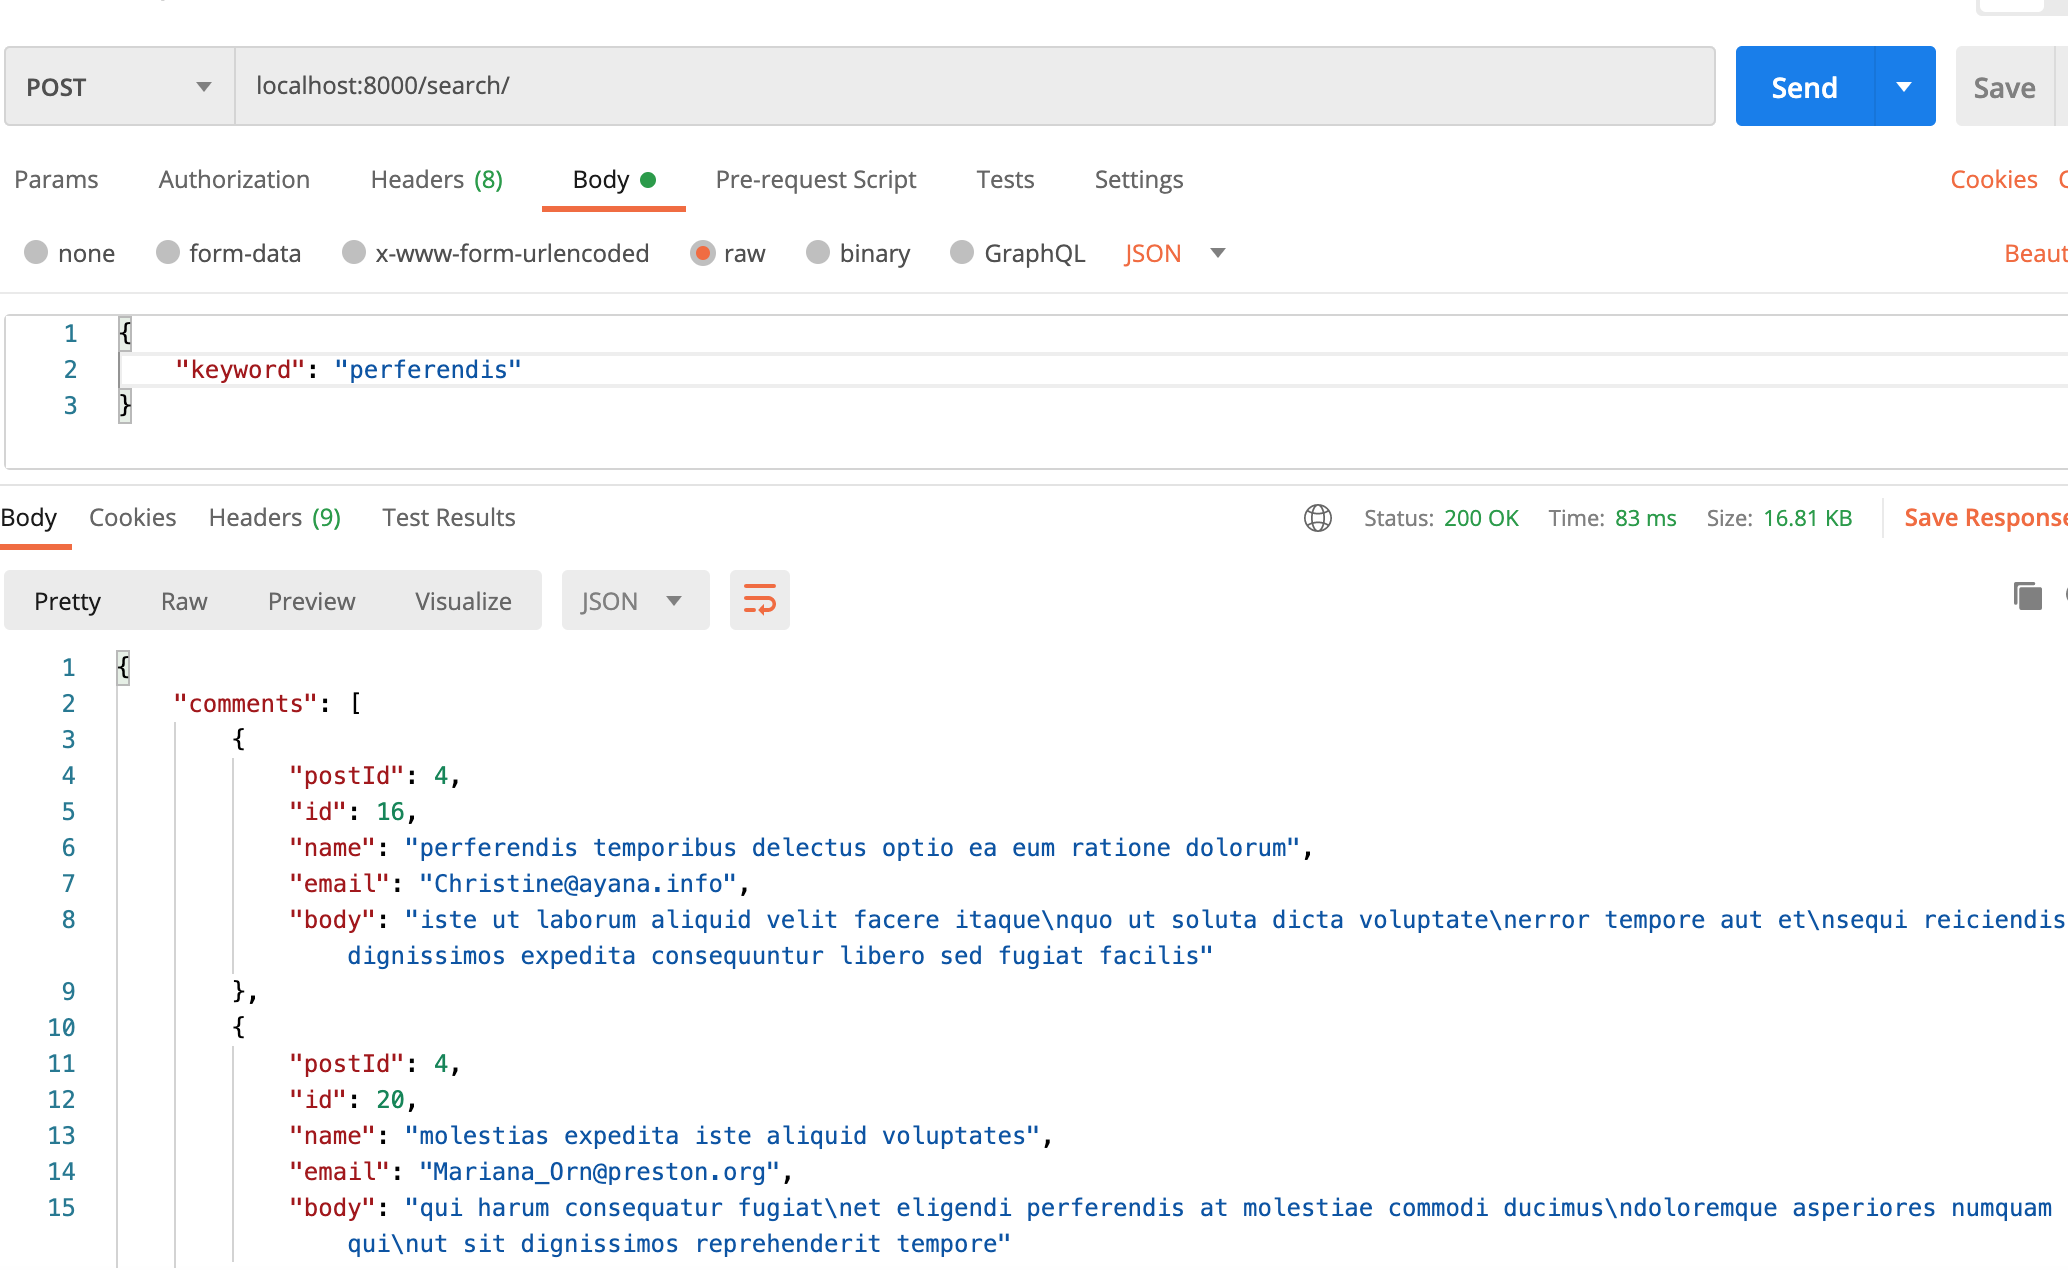 POST localhost:8000/search/ Send Save
Params Authorization Headers (8) Body Pre-request Script Tests Settings Cookies
none form-data x-www-form-urlencoded raw binary GraphQL JSON Beaut
1 {
2 "keyword": "perferendis"
3 }
Body Cookies Headers (9) Test Results Status: 200 OK Time: 83 ms Size: 16.81 KB Save Response
Pretty Raw Preview Visualize JSON
1 {
2 "comments": [
3 {
4 "postId": 4,
5 "id": 16,
6 "name": "perferendis temporibus delectus optio ea eum ratione dolorum",
7 "email": "Christine@ayana.info",
8 "body": "iste ut laborum aliquid velit facere itaque\nquo ut soluta dicta voluptate\nerror tempore aut et\nsequi reiciendis
dignissimos expedita consequuntur libero sed fugiat facilis"
9 },
10 {
11 "postId": 4,
12 "id": 20,
13 "name": "molestias expedita iste aliquid voluptates",
14 "email": "Mariana_Orn@preston.org",
15 "body": "qui harum consequatur fugiat\net eligendi perferendis at molestiae commodi ducimus\ndoloremque asperiores numquam
qui\nut sit dignissimos reprehenderit tempore"